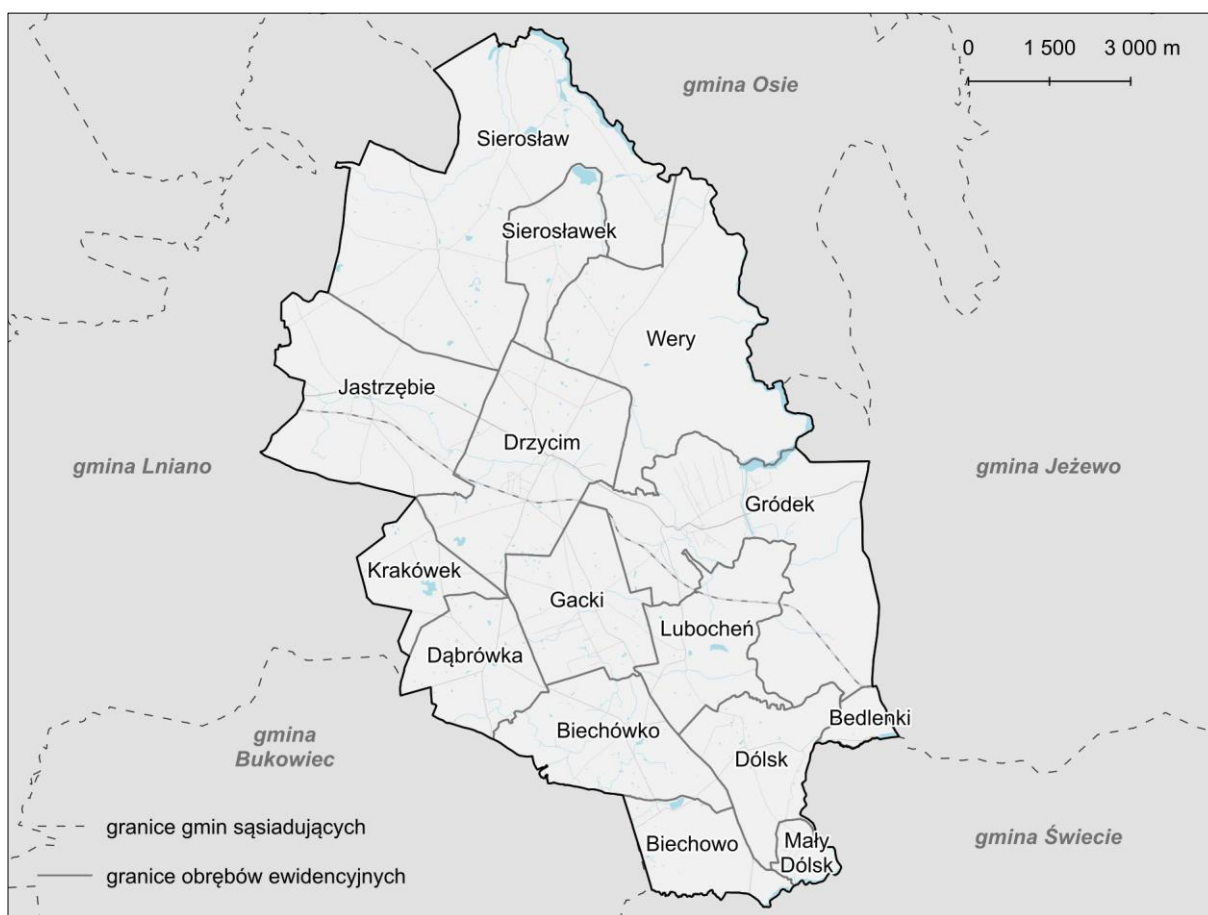 0 1 500 3 000 m
gmina Osie
Sierosław
Sierosławek
Wery
Jastrzębie
Drzycim
gmina Lniano
gmina Jeżewo
Gródek
Krakówek
Gacki
Lubocheń
Dąbrówka
Bedlenki
Biechówko
gmina
Bukowiec
Dólsk
granice gmin sąsiadujących
Biechowo
Mały
Dólsk
gmina Świecie
granice obrębów ewidencyjnych